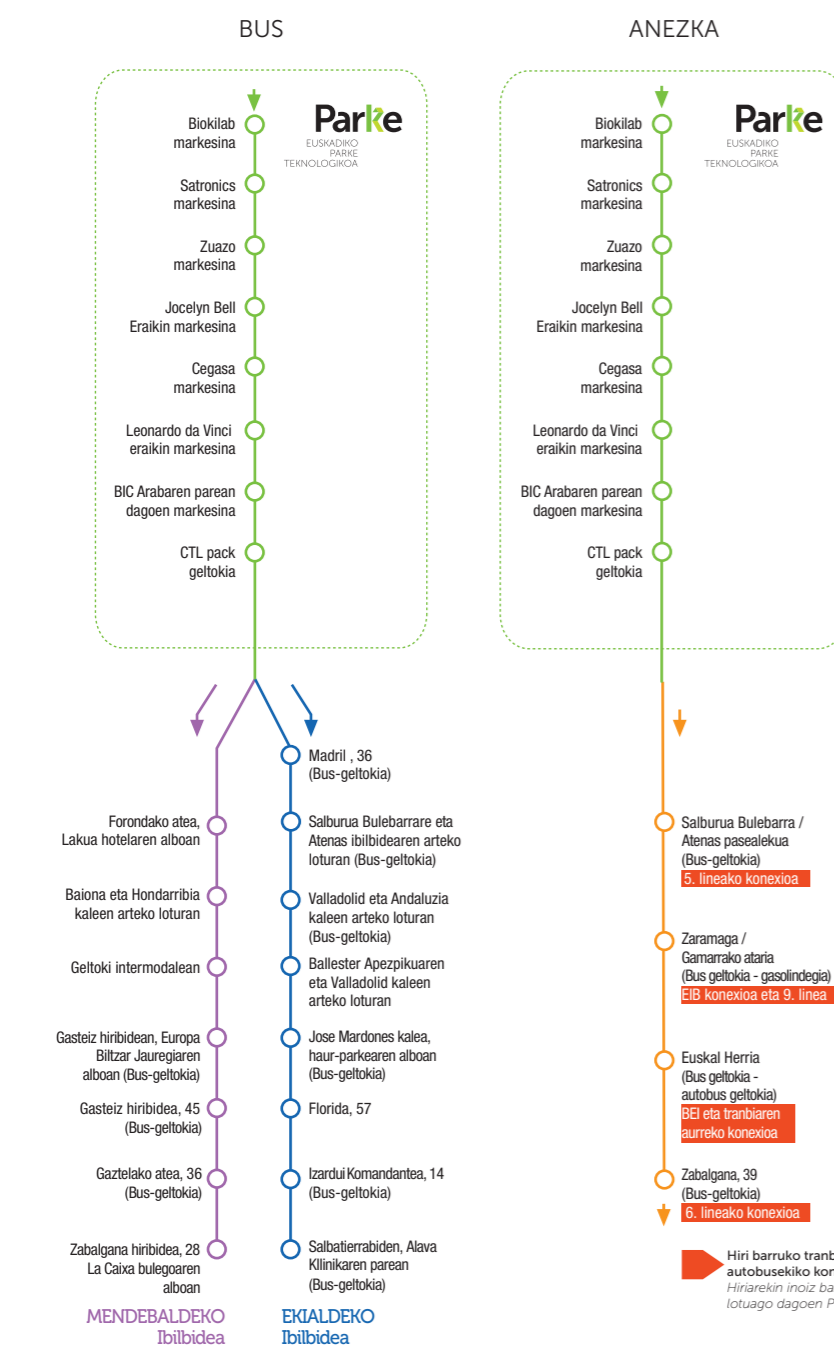 BUS
Parke
EUSKADIKO
PARKE
TEKNOLOGIKOA
Biokilab
markesina
Satronics
markesina
Zuazo
markesina
Jocelyn Bell
Eraikin markesina
Cegasa
markesina
Leonardo da Vinci
eraikin markesina
BIC Arabaren parean
dagoen markesina
CTL pack
geltokia
Forondako atea,
Lakua hotelaren alboan
Baiona eta Hondarribia
kaleen arteko loturan
Geltoki intermodalean
Gasteiz hiribidean, Europa
Biltzar Jauregiaren
alboan (Bus-geltokia)
Gasteiz hiribidea, 45
(Bus-geltokia)
Gaztelako atea, 36
(Bus-geltokia)
Zabalgana hiribidea, 28
La Caixa bulegoaren
alboan
MENDEBALDEKO
Ibilbidea
Madril , 36
(Bus-geltokia)
Salburua Bulebarrare eta
Atenas ibilbidearen arteko
loturan (Bus-geltokia)
Valladolid eta Andaluzia
kaleen arteko loturan
(Bus-geltokia)
Ballester Apezpikuaren
eta Valladolid kaleen
arteko loturan
Jose Mardones kalea,
haur-parkearen alboan
(Bus-geltokia)
Florida, 57
Izardui Komandantea, 14
(Bus-geltokia)
Salbatierrabiden, Alava
Kllinikaren parean
(Bus-geltokia)
EKIALDEKO
Ibilbidea
ANEZKA
Parke
EUSKADIKO
PARKE
TEKNOLOGIKOA
Biokilab
markesina
Satronics
markesina
Zuazo
markesina
Jocelyn Bell
Eraikin markesina
Cegasa
markesina
Leonardo da Vinci
eraikin markesina
BIC Arabaren parean
dagoen markesina
CTL pack
geltokia
Salburua Bulebarra /
Atenas pasealekua
(Bus-geltokia)
5. lineako konexioa
Zaramaga /
Gamarrako ataria
(Bus geltokia - gasolindegia)
EIB konexioa eta 9. linea
Euskal Herria
(Bus geltokia -
autobus geltokia)
BEI eta tranbiaren
aurreko konexioa
Zabalgana, 39
(Bus-geltokia)
6. lineako konexioa
Hiri barruko
autobusekiko
Hiriarekin inoiz
lotuago dagoen